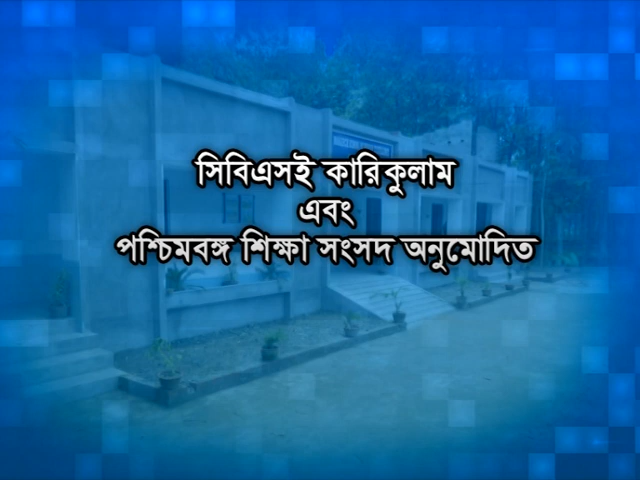 সিবিএসই কারিকুলাম
এবং
পশ্চিমবঙ্গ শিক্ষা সংসদ অনুমোদিত